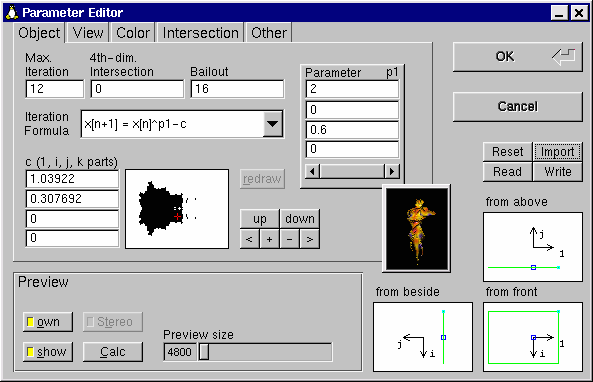 Parameter Editor
Object View Color Intersection Other
Max. Iteration
4th-dim. Intersection
Bailout
12 0 16
Parameter p1
2
0
0.6
0
Iteration Formula
x[n+1] = x[n]^p1-c
c (1, i, j, k parts)
1.03922
0.307692
0
0
redraw
up down
< + - >
OK
Cancel
Reset Import
Read Write
from above
j
1
from beside
j
i
from front
1
i
Preview
own Stereo
show Calc
Preview size
4800